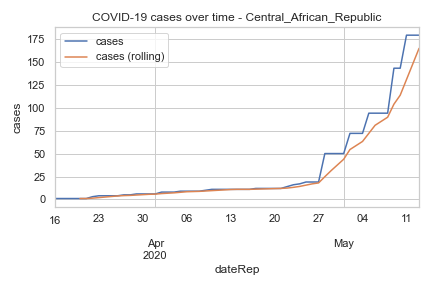 COVID-19 cases over time - Central_African_Republic
cases
cases (rolling)
cases
175
150
125
100
75
50
25
0
16 23 30 06 13 20 27 04 11
Apr May
2020
dateRep